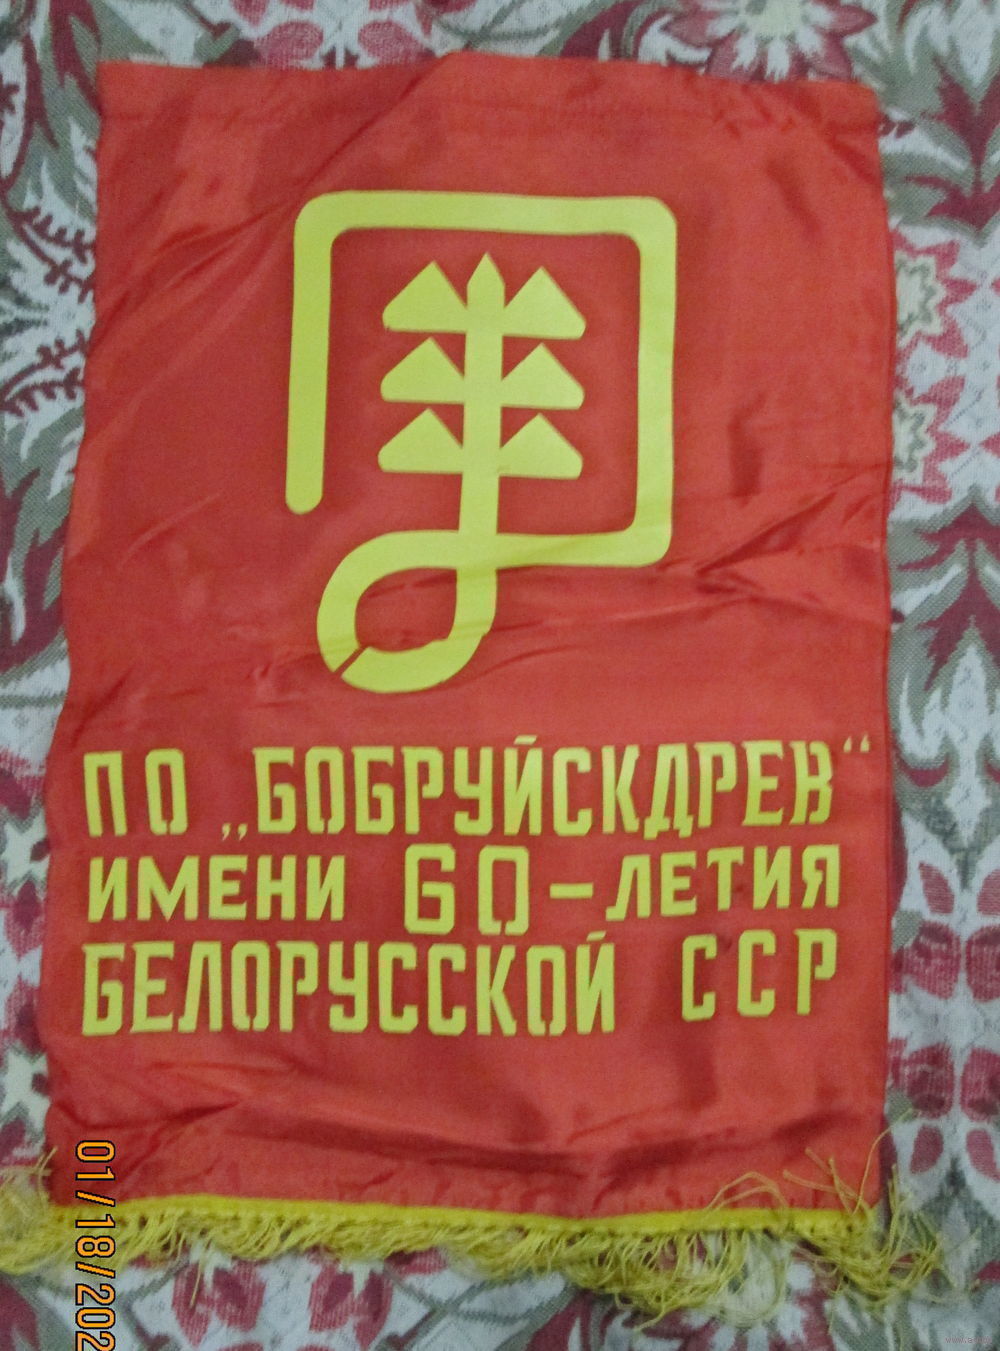 ПО „БОБРУЙСКДРЕВ“
ИМЕНИ 60-ЛЕТИЯ
БЕЛОРУССКОЙ ССР
01/18/202